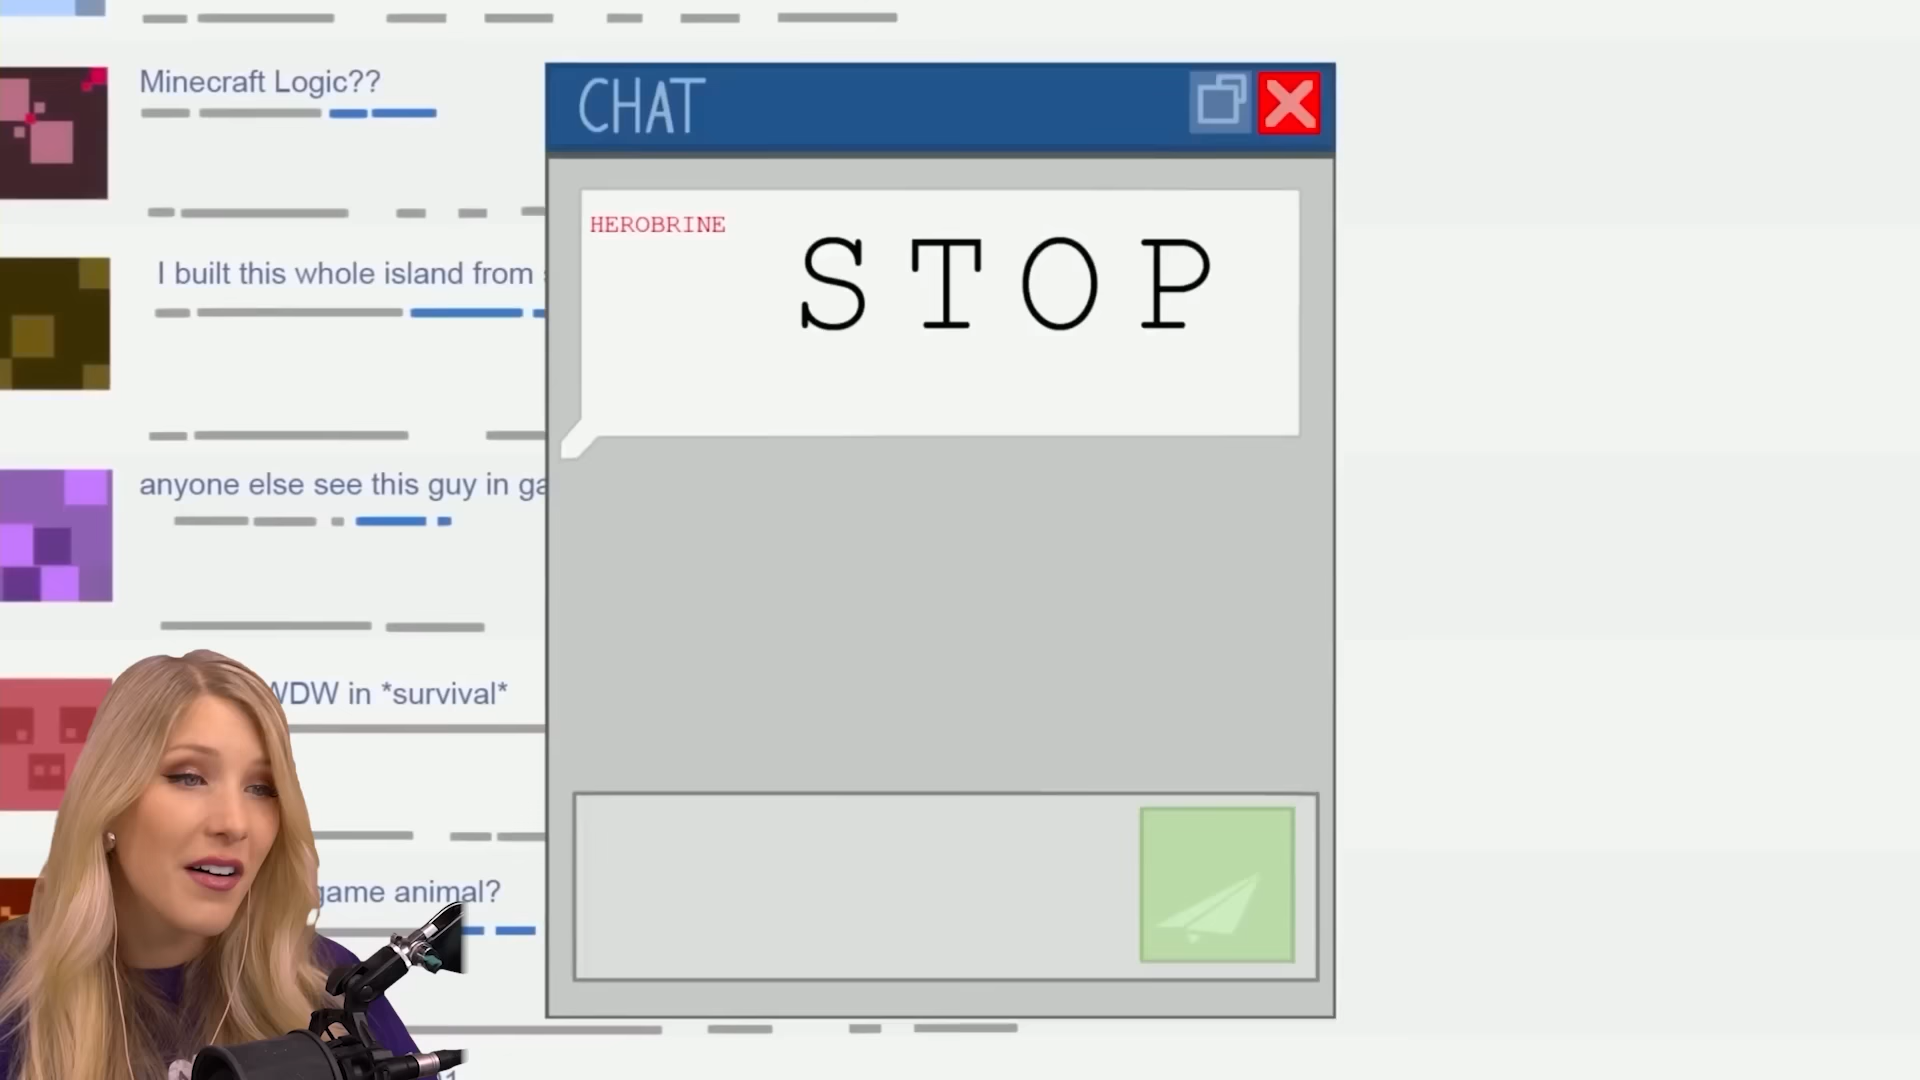 Minecraft Logic??
CHAT
HEROBRINE
STOP
I built this whole island from
anyone else see this guy in ga
WDW in *survival*
game animal?